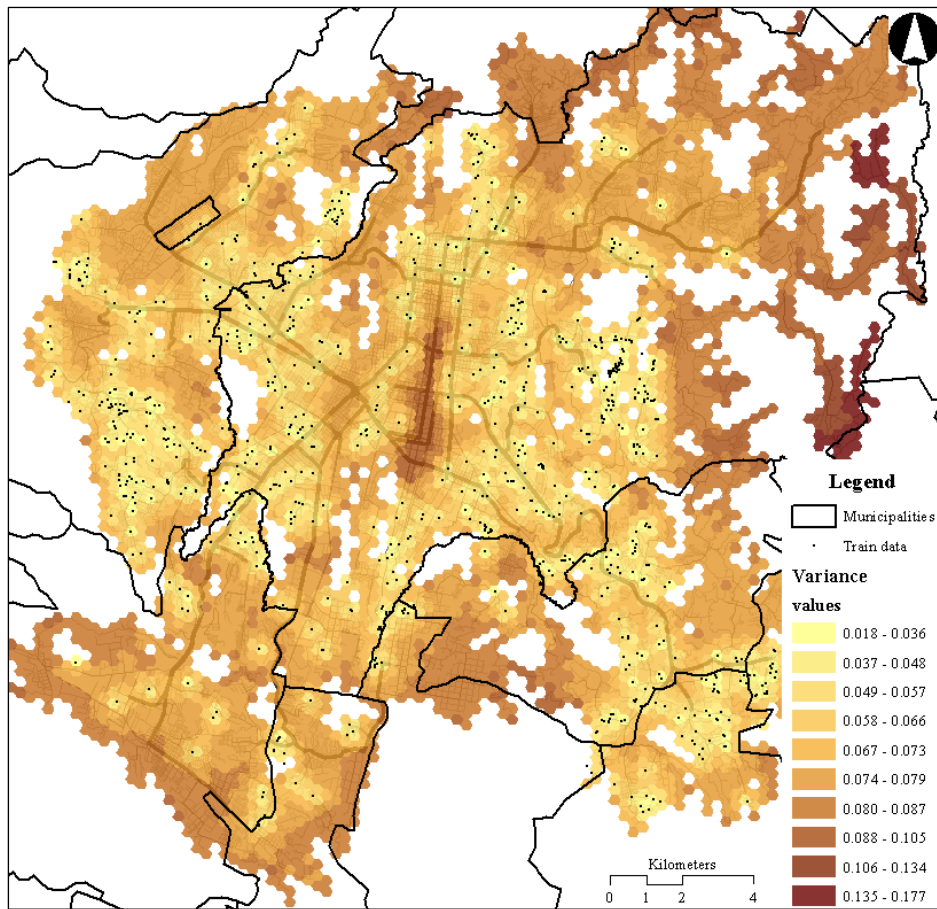 Legend
Municipalities
Train data
Variance
values
0.018 - 0.036
0.037 - 0.048
0.049 - 0.057
0.058 - 0.066
0.067 - 0.073
0.074 - 0.079
0.080 - 0.087
0.088 - 0.105
0.106 - 0.134
0.135 - 0.177
Kilometers
0 1 2 4